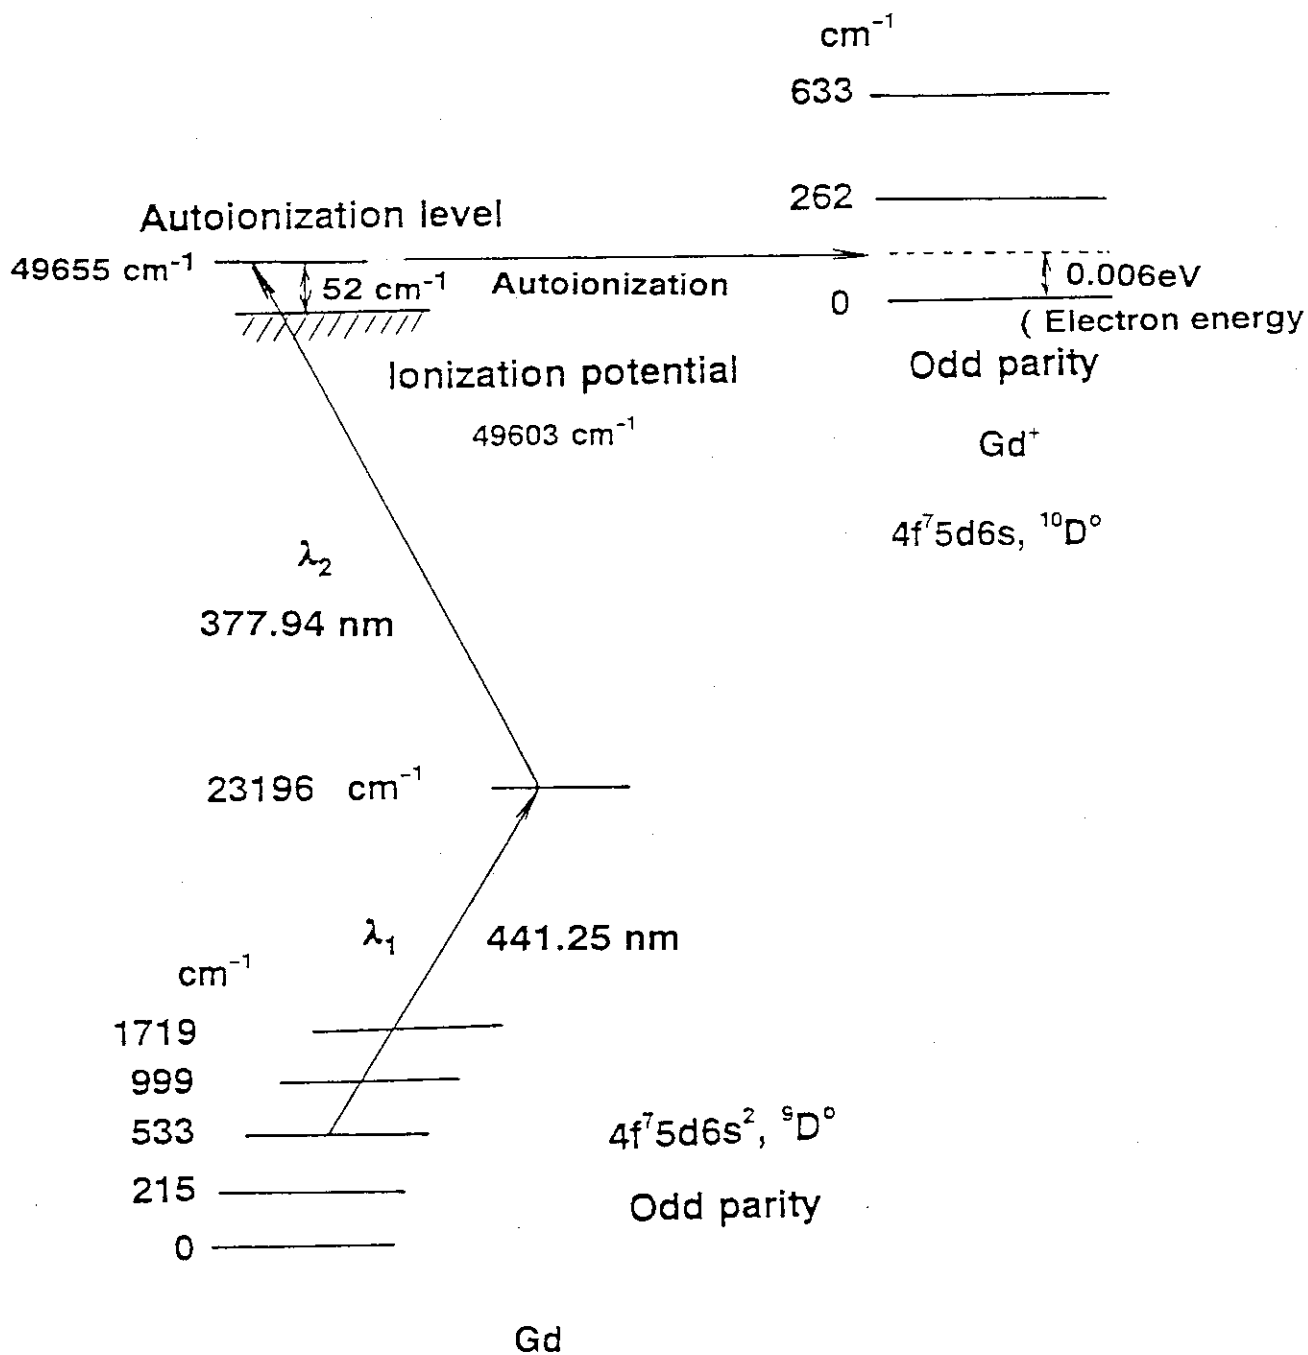 cm⁻¹
633
262
Autoionization level
49655 cm⁻¹
52 cm⁻¹
Autoionization
0.006eV
0
( Electron energy
Ionization potential
Odd parity
49603 cm⁻¹
Gd⁺
4f⁷5d6s, ¹⁰D°
λ₂
377.94 nm
23196 cm⁻¹
λ₁
441.25 nm
cm⁻¹
1719
999
533
4f⁷5d6s², ⁹D°
215
Odd parity
0
Gd